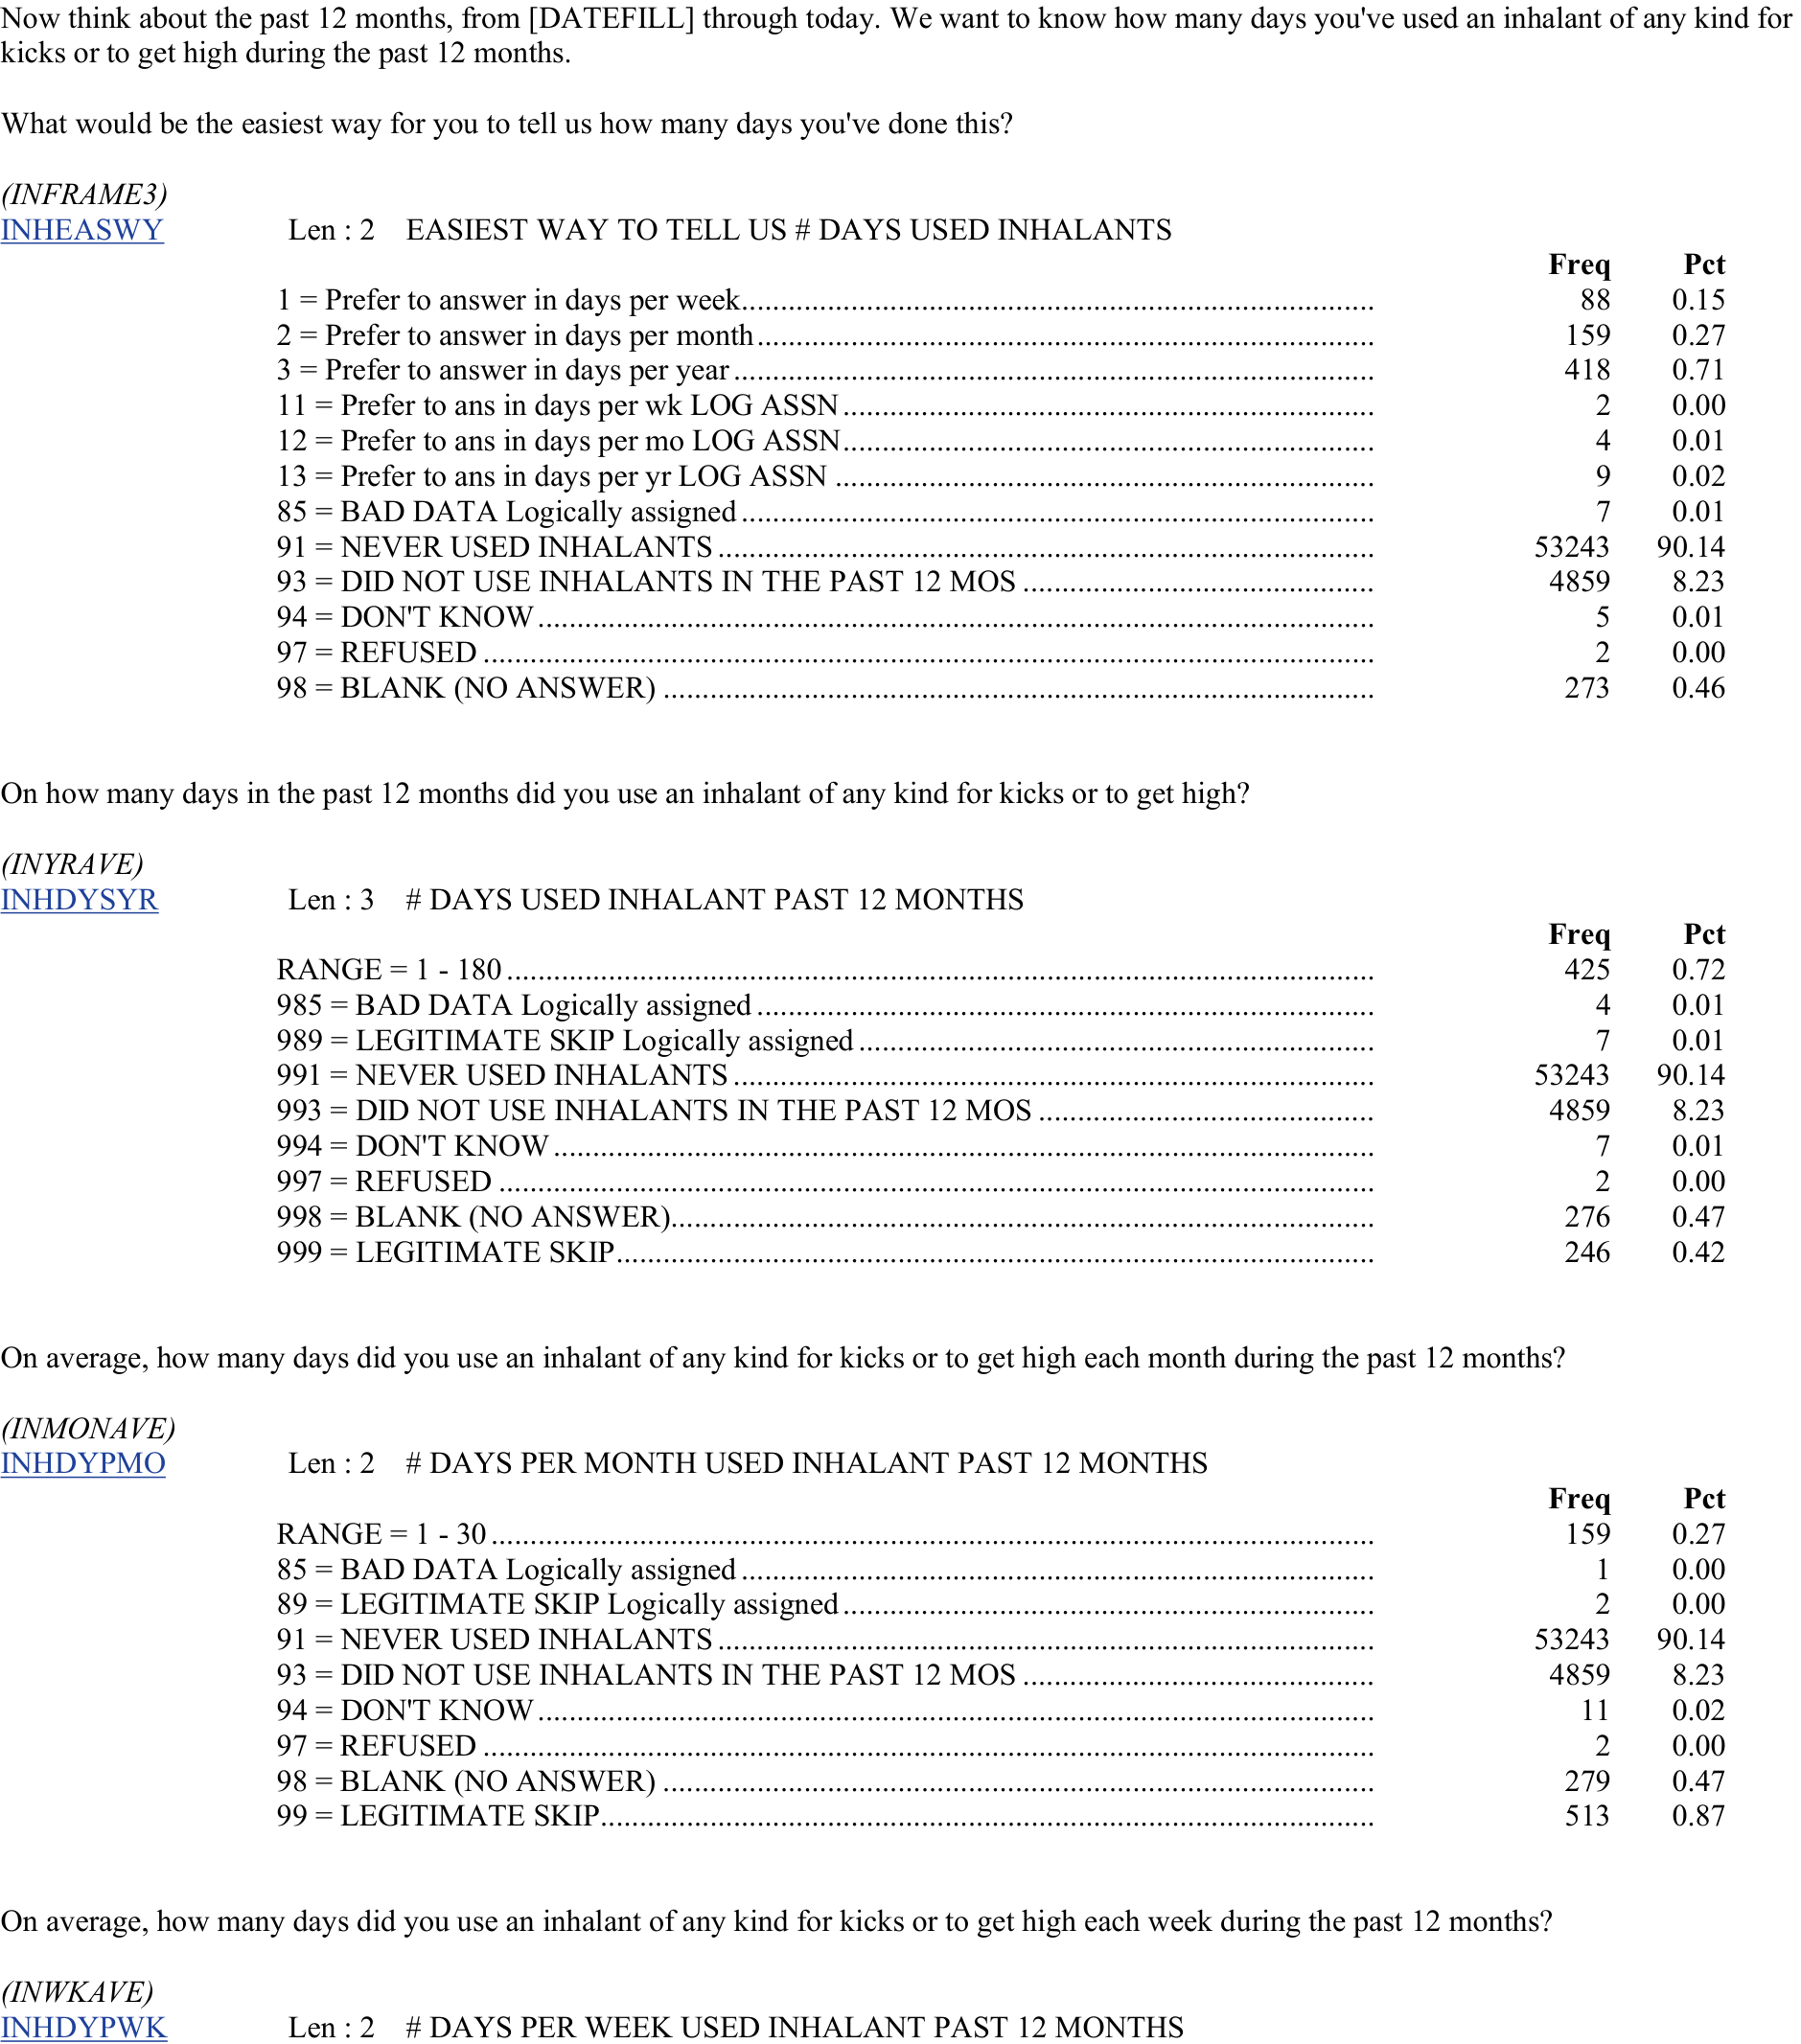 Now think about the past 12 months, from [DATEFILL] through today. We want to know how many days you've used an inhalant of any kind for
kicks or to get high during the past 12 months.
What would be the easiest way for you to tell us how many days you've done this?
(INFRAME3)
INHEASWY Len : 2 EASIEST WAY TO TELL US # DAYS USED INHALANTS
Freq Pct
1 = Prefer to answer in days per week 88 0.15
2 = Prefer to answer in days per month 159 0.27
3 = Prefer to answer in days per year 418 0.71
11 = Prefer to ans in days per wk LOG ASSN 2 0.00
12 = Prefer to ans in days per mo LOG ASSN 4 0.01
13 = Prefer to ans in days per yr LOG ASSN 9 0.02
85 = BAD DATA Logically assigned 7 0.01
91 = NEVER USED INHALANTS 53243 90.14
93 = DID NOT USE INHALANTS IN THE PAST 12 MOS 4859 8.23
94 = DON'T KNOW 5 0.01
97 = REFUSED 2 0.00
98 = BLANK (NO ANSWER) 273 0.46
On how many days in the past 12 months did you use an inhalant of any kind for kicks or to get high?
(INYRAVE)
INHDYSYR Len : 3 # DAYS USED INHALANT PAST 12 MONTHS
Freq Pct
RANGE = 1 - 180 425 0.72
985 = BAD DATA Logically assigned 4 0.01
989 = LEGITIMATE SKIP Logically assigned 7 0.01
991 = NEVER USED INHALANTS 53243 90.14
993 = DID NOT USE INHALANTS IN THE PAST 12 MOS 4859 8.23
994 = DON'T KNOW 7 0.01
997 = REFUSED 2 0.00
998 = BLANK (NO ANSWER) 276 0.47
999 = LEGITIMATE SKIP 246 0.42
On average, how many days did you use an inhalant of any kind for kicks or to get high each month during the past 12 months?
(INMONAVE)
INHDYPMO Len : 2 # DAYS PER MONTH USED INHALANT PAST 12 MONTHS
Freq Pct
RANGE = 1 - 30 159 0.27
85 = BAD DATA Logically assigned 1 0.00
89 = LEGITIMATE SKIP Logically assigned 2 0.00
91 = NEVER USED INHALANTS 53243 90.14
93 = DID NOT USE INHALANTS IN THE PAST 12 MOS 4859 8.23
94 = DON'T KNOW 11 0.02
97 = REFUSED 2 0.00
98 = BLANK (NO ANSWER) 279 0.47
99 = LEGITIMATE SKIP 513 0.87
On average, how many days did you use an inhalant of any kind for kicks or to get high each week during the past 12 months?
(INWKAVE)
INHDYPWK Len : 2 # DAYS PER WEEK USED INHALANT PAST 12 MONTHS